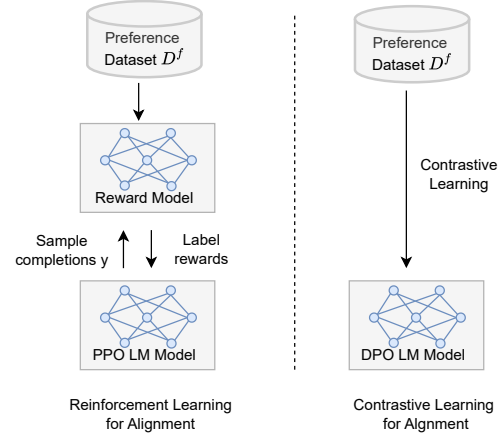 Preference
Dataset D^f
Reward Model
Sample
completions y
Label
rewards
PPO LM Model
Reinforcement Learning
for Alignment
Preference
Dataset D^f
Contrastive
Learning
DPO LM Model
Contrastive Learning
for Algnment